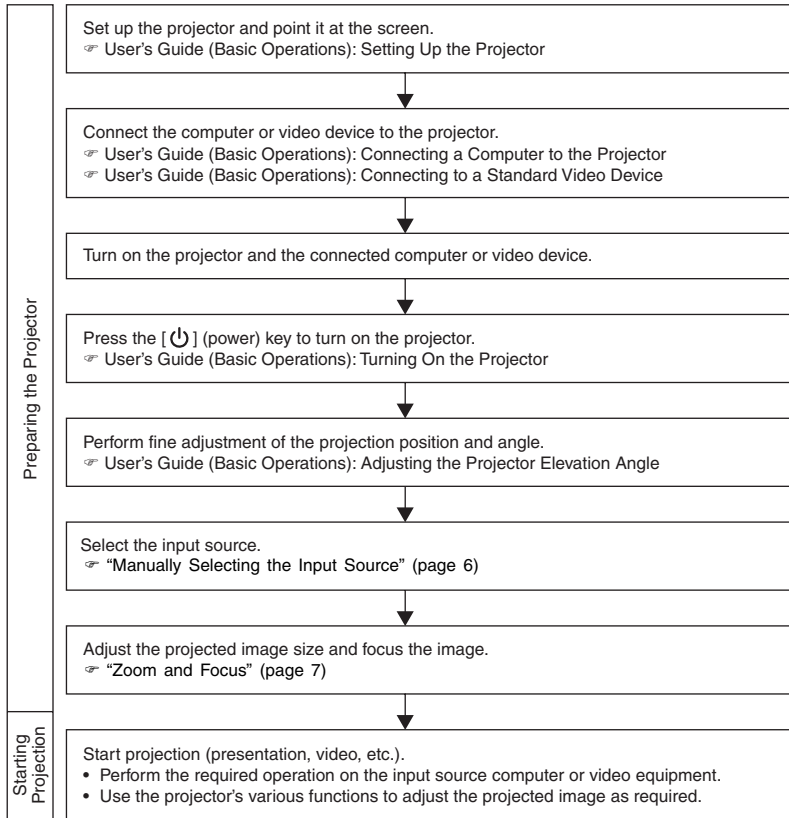 Preparing the Projector
Set up the projector and point it at the screen.
☞ User’s Guide (Basic Operations): Setting Up the Projector
Connect the computer or video device to the projector.
☞ User’s Guide (Basic Operations): Connecting a Computer to the Projector
☞ User’s Guide (Basic Operations): Connecting to a Standard Video Device
Turn on the projector and the connected computer or video device.
Press the [⏻] (power) key to turn on the projector.
☞ User’s Guide (Basic Operations): Turning On the Projector
Perform fine adjustment of the projection position and angle.
☞ User’s Guide (Basic Operations): Adjusting the Projector Elevation Angle
Select the input source.
☞ “Manually Selecting the Input Source” (page 6)
Adjust the projected image size and focus the image.
☞ “Zoom and Focus” (page 7)
Starting
Projection
Start projection (presentation, video, etc.).
• Perform the required operation on the input source computer or video equipment.
• Use the projector’s various functions to adjust the projected image as required.